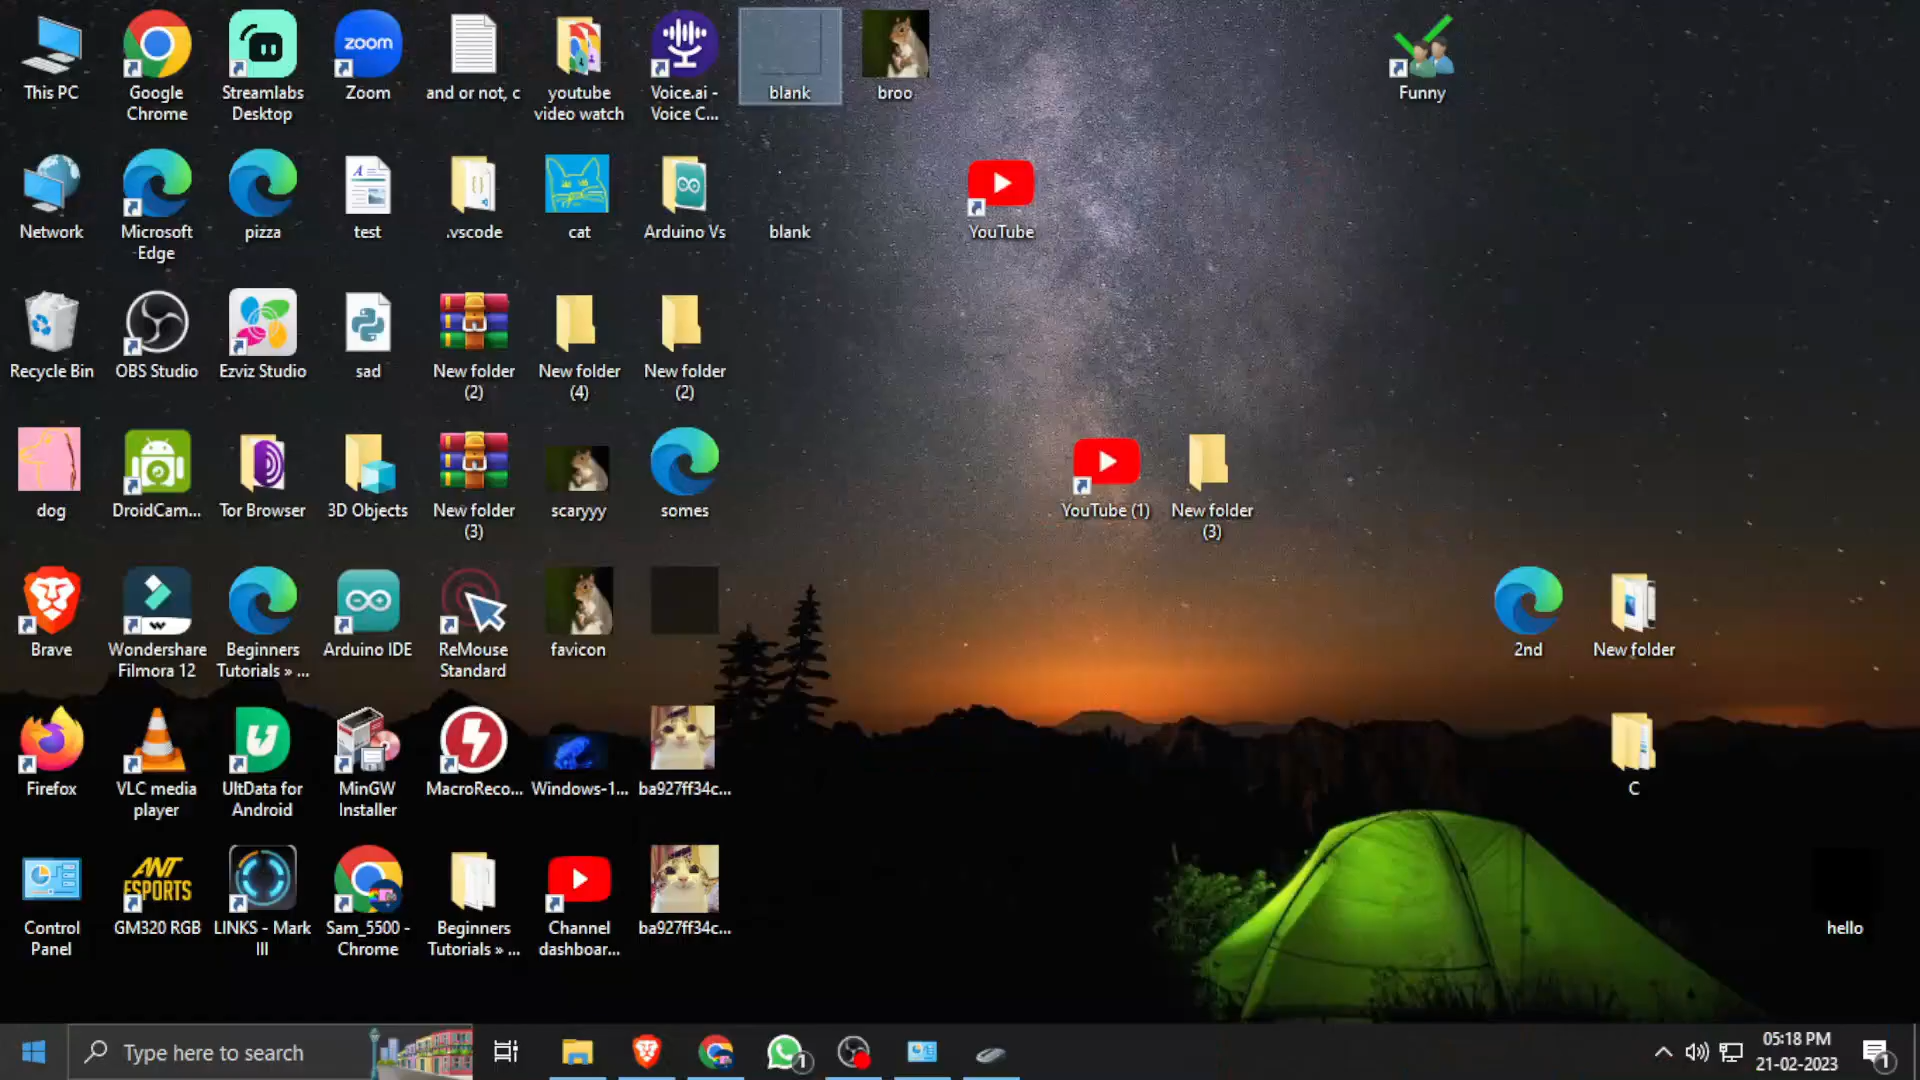 This PC
Google
Chrome
Streamlabs
Desktop
zoom
Zoom
and or not, c
youtube
video watch
Voice.ai -
Voice C...
blank
broo
Funny
Network
Microsoft
Edge
pizza
test
.vscode
cat
Arduino Vs
blank
YouTube
Recycle Bin
OBS Studio
Ezviz Studio
sad
New folder
(2)
New folder
(4)
New folder
(2)
dog
DroidCam...
Tor Browser
3D Objects
New folder
(3)
scaryyy
somes
YouTube (1)
New folder
(3)
Brave
Wondershare
Filmora 12
Beginners
Tutorials » ...
Arduino IDE
ReMouse
Standard
favicon
2nd
New folder
Firefox
VLC media
player
UltData for
Android
MinGW
Installer
MacroReco...
Windows-1...
ba927ff34c...
C
Control
Panel
ANT
ESPORTS
GM320 RGB
LINKS - Mark
III
Sam_5500 -
Chrome
Beginners
Tutorials » ...
Channel
dashboar...
ba927ff34c...
hello
Type here to search
1
05:18 PM
21-02-2023
1